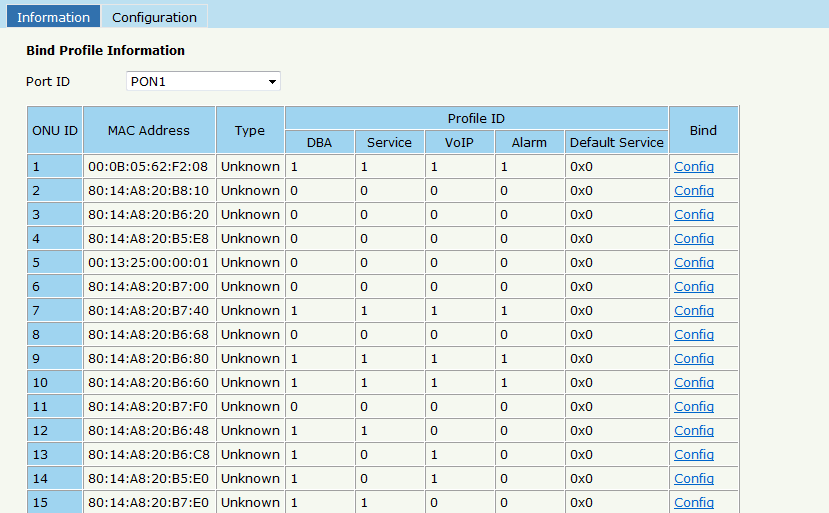 Information Configuration
Bind Profile Information
Port ID PON1
ONU ID MAC Address Type Profile ID Bind
DBA Service VoIP Alarm Default Service
1 00:0B:05:62:F2:08 Unknown 1 1 1 1 0x0 Config
2 80:14:A8:20:B8:10 Unknown 0 0 0 0 0x0 Config
3 80:14:A8:20:B6:20 Unknown 0 0 0 0 0x0 Config
4 80:14:A8:20:B5:E8 Unknown 0 0 0 0 0x0 Config
5 00:13:25:00:00:01 Unknown 0 0 0 0 0x0 Config
6 80:14:A8:20:B7:00 Unknown 0 0 0 0 0x0 Config
7 80:14:A8:20:B7:40 Unknown 1 1 1 1 0x0 Config
8 80:14:A8:20:B6:68 Unknown 0 0 0 0 0x0 Config
9 80:14:A8:20:B6:80 Unknown 1 1 1 1 0x0 Config
10 80:14:A8:20:B6:60 Unknown 1 1 1 1 0x0 Config
11 80:14:A8:20:B7:F0 Unknown 0 0 0 0 0x0 Config
12 80:14:A8:20:B6:48 Unknown 1 1 0 0 0x0 Config
13 80:14:A8:20:B6:C8 Unknown 1 0 1 0 0x0 Config
14 80:14:A8:20:B5:E0 Unknown 1 0 1 0 0x0 Config
15 80:14:A8:20:B7:E0 Unknown 1 1 0 0 0x0 Config